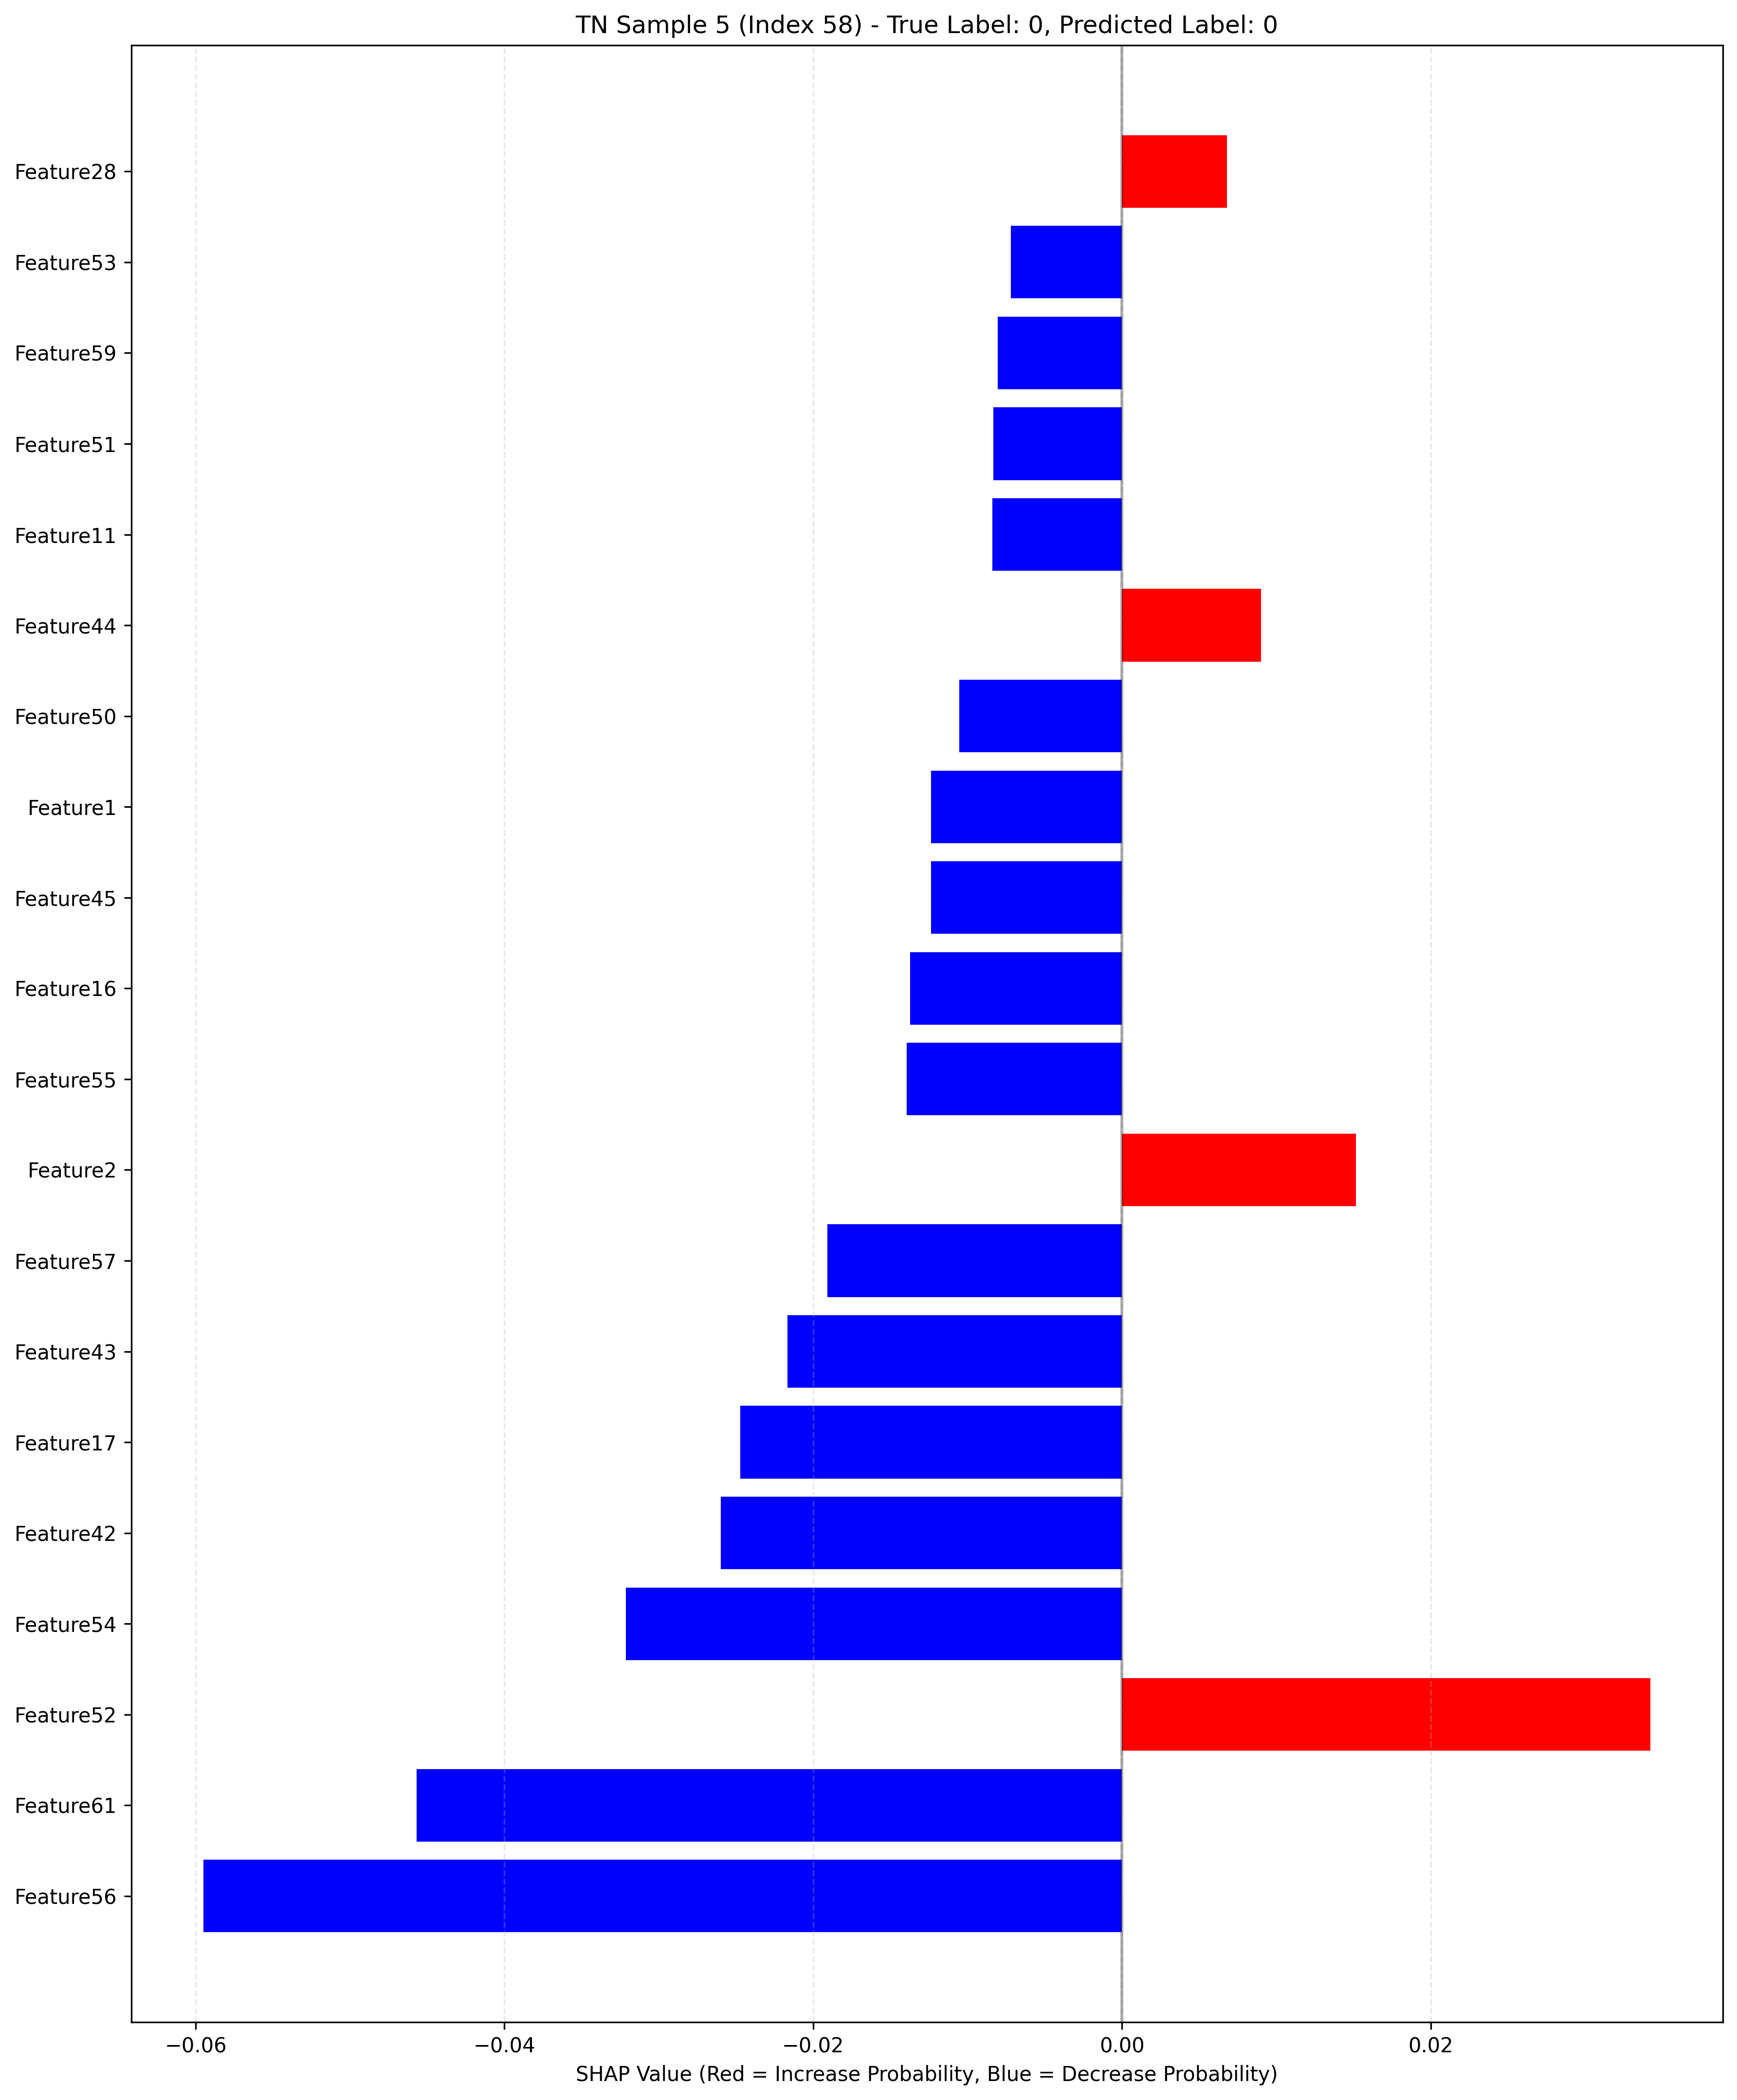 TN Sample 5 (Index 58) - True Label: 0, Predicted Label: 0
Feature28
Feature53
Feature59
Feature51
Feature11
Feature44
Feature50
Feature1
Feature45
Feature16
Feature55
Feature2
Feature57
Feature43
Feature17
Feature42
Feature54
Feature52
Feature61
Feature56
−0.06 −0.04 −0.02 0.00 0.02
SHAP Value (Red = Increase Probability, Blue = Decrease Probability)